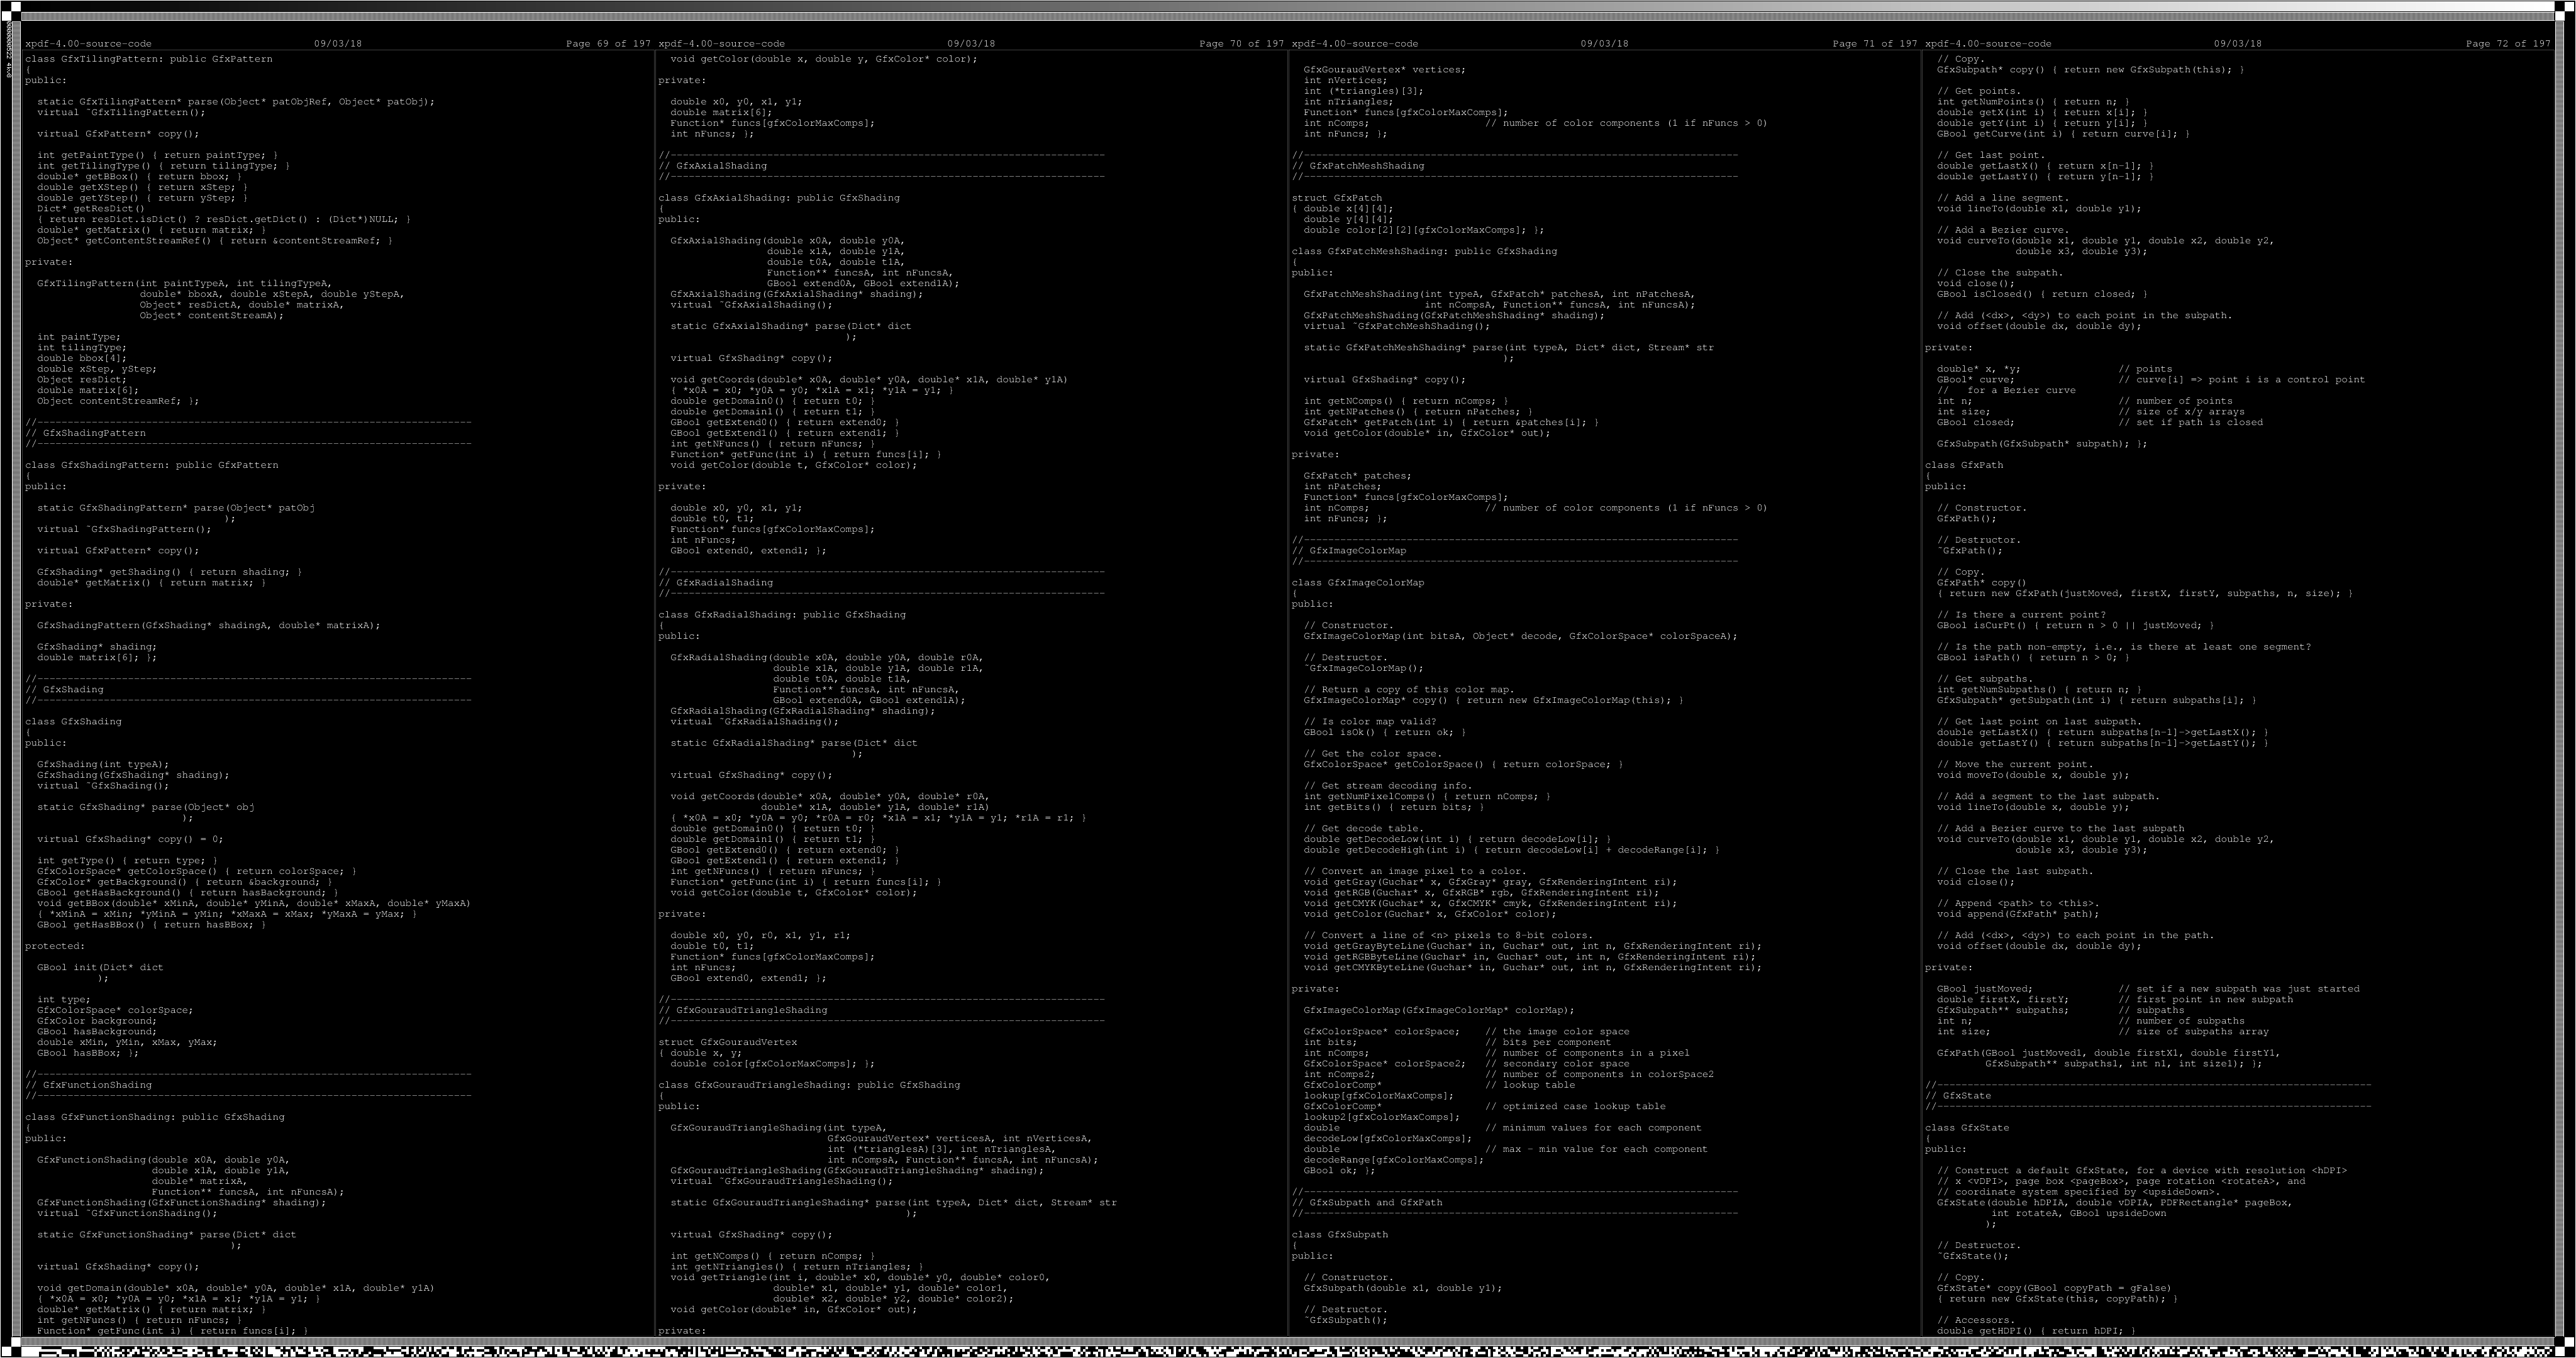 xpdf-4.00-source-code 09/03/18 Page 69 of 197
class GfxTilingPattern: public GfxPattern
{
public:

  static GfxTilingPattern* parse(Object* patObjRef, Object* patObj);
  virtual ~GfxTilingPattern();

  virtual GfxPattern* copy();

  int getPaintType() { return paintType; }
  int getTilingType() { return tilingType; }
  double* getBBox() { return bbox; }
  double getXStep() { return xStep; }
  double getYStep() { return yStep; }
  Dict* getResDict()
  { return resDict.isDict() ? resDict.getDict() : (Dict*)NULL; }
  double* getMatrix() { return matrix; }
  Object* getContentStreamRef() { return &contentStreamRef; }

private:

  GfxTilingPattern(int paintTypeA, int tilingTypeA,
                   double* bboxA, double xStepA, double yStepA,
                   Object* resDictA, double* matrixA,
                   Object* contentStreamA);

  int paintType;
  int tilingType;
  double bbox[4];
  double xStep, yStep;
  Object resDict;
  double matrix[6];
  Object contentStreamRef; };

//------------------------------------------------------------------------
// GfxShadingPattern
//------------------------------------------------------------------------

class GfxShadingPattern: public GfxPattern
{
public:

  static GfxShadingPattern* parse(Object* patObj
                                 );
  virtual ~GfxShadingPattern();

  virtual GfxPattern* copy();

  GfxShading* getShading() { return shading; }
  double* getMatrix() { return matrix; }

private:

  GfxShadingPattern(GfxShading* shadingA, double* matrixA);

  GfxShading* shading;
  double matrix[6]; };

//------------------------------------------------------------------------
// GfxShading
//------------------------------------------------------------------------

class GfxShading
{
public:

  GfxShading(int typeA);
  GfxShading(GfxShading* shading);
  virtual ~GfxShading();

  static GfxShading* parse(Object* obj
                          );

  virtual GfxShading* copy() = 0;

  int getType() { return type; }
  GfxColorSpace* getColorSpace() { return colorSpace; }
  GfxColor* getBackground() { return &background; }
  GBool getHasBackground() { return hasBackground; }
  void getBBox(double* xMinA, double* yMinA, double* xMaxA, double* yMaxA)
  { *xMinA = xMin; *yMinA = yMin; *xMaxA = xMax; *yMaxA = yMax; }
  GBool getHasBBox() { return hasBBox; }

protected:

  GBool init(Dict* dict
            );

  int type;
  GfxColorSpace* colorSpace;
  GfxColor background;
  GBool hasBackground;
  double xMin, yMin, xMax, yMax;
  GBool hasBBox; };

//------------------------------------------------------------------------
// GfxFunctionShading
//------------------------------------------------------------------------

class GfxFunctionShading: public GfxShading
{
public:

  GfxFunctionShading(double x0A, double y0A,
                     double x1A, double y1A,
                     double* matrixA,
                     Function** funcsA, int nFuncsA);
  GfxFunctionShading(GfxFunctionShading* shading);
  virtual ~GfxFunctionShading();

  static GfxFunctionShading* parse(Dict* dict
                                  );

  virtual GfxShading* copy();

  void getDomain(double* x0A, double* y0A, double* x1A, double* y1A)
  { *x0A = x0; *y0A = y0; *x1A = x1; *y1A = y1; }
  double* getMatrix() { return matrix; }
  int getNFuncs() { return nFuncs; }
  Function* getFunc(int i) { return funcs[i]; }
xpdf-4.00-source-code 09/03/18 Page 70 of 197
  void getColor(double x, double y, GfxColor* color);

private:

  double x0, y0, x1, y1;
  double matrix[6];
  Function* funcs[gfxColorMaxComps];
  int nFuncs; };

//------------------------------------------------------------------------
// GfxAxialShading
//------------------------------------------------------------------------

class GfxAxialShading: public GfxShading
{
public:

  GfxAxialShading(double x0A, double y0A,
                  double x1A, double y1A,
                  double t0A, double t1A,
                  Function** funcsA, int nFuncsA,
                  GBool extend0A, GBool extend1A);
  GfxAxialShading(GfxAxialShading* shading);
  virtual ~GfxAxialShading();

  static GfxAxialShading* parse(Dict* dict
                               );

  virtual GfxShading* copy();

  void getCoords(double* x0A, double* y0A, double* x1A, double* y1A)
  { *x0A = x0; *y0A = y0; *x1A = x1; *y1A = y1; }
  double getDomain0() { return t0; }
  double getDomain1() { return t1; }
  GBool getExtend0() { return extend0; }
  GBool getExtend1() { return extend1; }
  int getNFuncs() { return nFuncs; }
  Function* getFunc(int i) { return funcs[i]; }
  void getColor(double t, GfxColor* color);

private:

  double x0, y0, x1, y1;
  double t0, t1;
  Function* funcs[gfxColorMaxComps];
  int nFuncs;
  GBool extend0, extend1; };

//------------------------------------------------------------------------
// GfxRadialShading
//------------------------------------------------------------------------

class GfxRadialShading: public GfxShading
{
public:

  GfxRadialShading(double x0A, double y0A, double r0A,
                   double x1A, double y1A, double r1A,
                   double t0A, double t1A,
                   Function** funcsA, int nFuncsA,
                   GBool extend0A, GBool extend1A);
  GfxRadialShading(GfxRadialShading* shading);
  virtual ~GfxRadialShading();

  static GfxRadialShading* parse(Dict* dict
                                );

  virtual GfxShading* copy();

  void getCoords(double* x0A, double* y0A, double* r0A,
                 double* x1A, double* y1A, double* r1A)
  { *x0A = x0; *y0A = y0; *r0A = r0; *x1A = x1; *y1A = y1; *r1A = r1; }
  double getDomain0() { return t0; }
  double getDomain1() { return t1; }
  GBool getExtend0() { return extend0; }
  GBool getExtend1() { return extend1; }
  int getNFuncs() { return nFuncs; }
  Function* getFunc(int i) { return funcs[i]; }
  void getColor(double t, GfxColor* color);

private:

  double x0, y0, r0, x1, y1, r1;
  double t0, t1;
  Function* funcs[gfxColorMaxComps];
  int nFuncs;
  GBool extend0, extend1; };

//------------------------------------------------------------------------
// GfxGouraudTriangleShading
//------------------------------------------------------------------------

struct GfxGouraudVertex
{ double x, y;
  double color[gfxColorMaxComps]; };

class GfxGouraudTriangleShading: public GfxShading
{
public:

  GfxGouraudTriangleShading(int typeA,
                            GfxGouraudVertex* verticesA, int nVerticesA,
                            int (*trianglesA)[3], int nTrianglesA,
                            int nCompsA, Function** funcsA, int nFuncsA);
  GfxGouraudTriangleShading(GfxGouraudTriangleShading* shading);
  virtual ~GfxGouraudTriangleShading();

  static GfxGouraudTriangleShading* parse(int typeA, Dict* dict, Stream* str
                                         );

  virtual GfxShading* copy();

  int getNComps() { return nComps; }
  int getNTriangles() { return nTriangles; }
  void getTriangle(int i, double* x0, double* y0, double* color0,
                   double* x1, double* y1, double* color1,
                   double* x2, double* y2, double* color2);
  void getColor(double* in, GfxColor* out);

private:
xpdf-4.00-source-code 09/03/18 Page 71 of 197

  GfxGouraudVertex* vertices;
  int nVertices;
  int (*triangles)[3];
  int nTriangles;
  Function* funcs[gfxColorMaxComps];
  int nComps;                   // number of color components (1 if nFuncs > 0)
  int nFuncs; };

//------------------------------------------------------------------------
// GfxPatchMeshShading
//------------------------------------------------------------------------

struct GfxPatch
{ double x[4][4];
  double y[4][4];
  double color[2][2][gfxColorMaxComps]; };

class GfxPatchMeshShading: public GfxShading
{
public:

  GfxPatchMeshShading(int typeA, GfxPatch* patchesA, int nPatchesA,
                      int nCompsA, Function** funcsA, int nFuncsA);
  GfxPatchMeshShading(GfxPatchMeshShading* shading);
  virtual ~GfxPatchMeshShading();

  static GfxPatchMeshShading* parse(int typeA, Dict* dict, Stream* str
                                   );

  virtual GfxShading* copy();

  int getNComps() { return nComps; }
  int getNPatches() { return nPatches; }
  GfxPatch* getPatch(int i) { return &patches[i]; }
  void getColor(double* in, GfxColor* out);

private:

  GfxPatch* patches;
  int nPatches;
  Function* funcs[gfxColorMaxComps];
  int nComps;                   // number of color components (1 if nFuncs > 0)
  int nFuncs; };

//------------------------------------------------------------------------
// GfxImageColorMap
//------------------------------------------------------------------------

class GfxImageColorMap
{
public:

  // Constructor.
  GfxImageColorMap(int bitsA, Object* decode, GfxColorSpace* colorSpaceA);

  // Destructor.
  ~GfxImageColorMap();

  // Return a copy of this color map.
  GfxImageColorMap* copy() { return new GfxImageColorMap(this); }

  // Is color map valid?
  GBool isOk() { return ok; }

  // Get the color space.
  GfxColorSpace* getColorSpace() { return colorSpace; }

  // Get stream decoding info.
  int getNumPixelComps() { return nComps; }
  int getBits() { return bits; }

  // Get decode table.
  double getDecodeLow(int i) { return decodeLow[i]; }
  double getDecodeHigh(int i) { return decodeLow[i] + decodeRange[i]; }

  // Convert an image pixel to a color.
  void getGray(Guchar* x, GfxGray* gray, GfxRenderingIntent ri);
  void getRGB(Guchar* x, GfxRGB* rgb, GfxRenderingIntent ri);
  void getCMYK(Guchar* x, GfxCMYK* cmyk, GfxRenderingIntent ri);
  void getColor(Guchar* x, GfxColor* color);

  // Convert a line of <n> pixels to 8-bit colors.
  void getGrayByteLine(Guchar* in, Guchar* out, int n, GfxRenderingIntent ri);
  void getRGBByteLine(Guchar* in, Guchar* out, int n, GfxRenderingIntent ri);
  void getCMYKByteLine(Guchar* in, Guchar* out, int n, GfxRenderingIntent ri);

private:

  GfxImageColorMap(GfxImageColorMap* colorMap);

  GfxColorSpace* colorSpace;    // the image color space
  int bits;                     // bits per component
  int nComps;                   // number of components in a pixel
  GfxColorSpace* colorSpace2;   // secondary color space
  int nComps2;                  // number of components in colorSpace2
  GfxColorComp*                 // lookup table
  lookup[gfxColorMaxComps];
  GfxColorComp*                 // optimized case lookup table
  lookup2[gfxColorMaxComps];
  double                        // minimum values for each component
  decodeLow[gfxColorMaxComps];
  double                        // max - min value for each component
  decodeRange[gfxColorMaxComps];
  GBool ok; };

//------------------------------------------------------------------------
// GfxSubpath and GfxPath
//------------------------------------------------------------------------

class GfxSubpath
{
public:

  // Constructor.
  GfxSubpath(double x1, double y1);

  // Destructor.
  ~GfxSubpath();
xpdf-4.00-source-code 09/03/18 Page 72 of 197
  // Copy.
  GfxSubpath* copy() { return new GfxSubpath(this); }

  // Get points.
  int getNumPoints() { return n; }
  double getX(int i) { return x[i]; }
  double getY(int i) { return y[i]; }
  GBool getCurve(int i) { return curve[i]; }

  // Get last point.
  double getLastX() { return x[n-1]; }
  double getLastY() { return y[n-1]; }

  // Add a line segment.
  void lineTo(double x1, double y1);

  // Add a Bezier curve.
  void curveTo(double x1, double y1, double x2, double y2,
               double x3, double y3);

  // Close the subpath.
  void close();
  GBool isClosed() { return closed; }

  // Add (<dx>, <dy>) to each point in the subpath.
  void offset(double dx, double dy);

private:

  double* x, *y;                // points
  GBool* curve;                 // curve[i] => point i is a control point
  //   for a Bezier curve
  int n;                        // number of points
  int size;                     // size of x/y arrays
  GBool closed;                 // set if path is closed

  GfxSubpath(GfxSubpath* subpath); };

class GfxPath
{
public:

  // Constructor.
  GfxPath();

  // Destructor.
  ~GfxPath();

  // Copy.
  GfxPath* copy()
  { return new GfxPath(justMoved, firstX, firstY, subpaths, n, size); }

  // Is there a current point?
  GBool isCurPt() { return n > 0 || justMoved; }

  // Is the path non-empty, i.e., is there at least one segment?
  GBool isPath() { return n > 0; }

  // Get subpaths.
  int getNumSubpaths() { return n; }
  GfxSubpath* getSubpath(int i) { return subpaths[i]; }

  // Get last point on last subpath.
  double getLastX() { return subpaths[n-1]->getLastX(); }
  double getLastY() { return subpaths[n-1]->getLastY(); }

  // Move the current point.
  void moveTo(double x, double y);

  // Add a segment to the last subpath.
  void lineTo(double x, double y);

  // Add a Bezier curve to the last subpath
  void curveTo(double x1, double y1, double x2, double y2,
               double x3, double y3);

  // Close the last subpath.
  void close();

  // Append <path> to <this>.
  void append(GfxPath* path);

  // Add (<dx>, <dy>) to each point in the path.
  void offset(double dx, double dy);

private:

  GBool justMoved;              // set if a new subpath was just started
  double firstX, firstY;        // first point in new subpath
  GfxSubpath** subpaths;        // subpaths
  int n;                        // number of subpaths
  int size;                     // size of subpaths array

  GfxPath(GBool justMoved1, double firstX1, double firstY1,
          GfxSubpath** subpaths1, int n1, int size1); };

//------------------------------------------------------------------------
// GfxState
//------------------------------------------------------------------------

class GfxState
{
public:

  // Construct a default GfxState, for a device with resolution <hDPI>
  // x <vDPI>, page box <pageBox>, page rotation <rotateA>, and
  // coordinate system specified by <upsideDown>.
  GfxState(double hDPIA, double vDPIA, PDFRectangle* pageBox,
           int rotateA, GBool upsideDown
          );

  // Destructor.
  ~GfxState();

  // Copy.
  GfxState* copy(GBool copyPath = gFalse)
  { return new GfxState(this, copyPath); }

  // Accessors.
  double getHDPI() { return hDPI; }